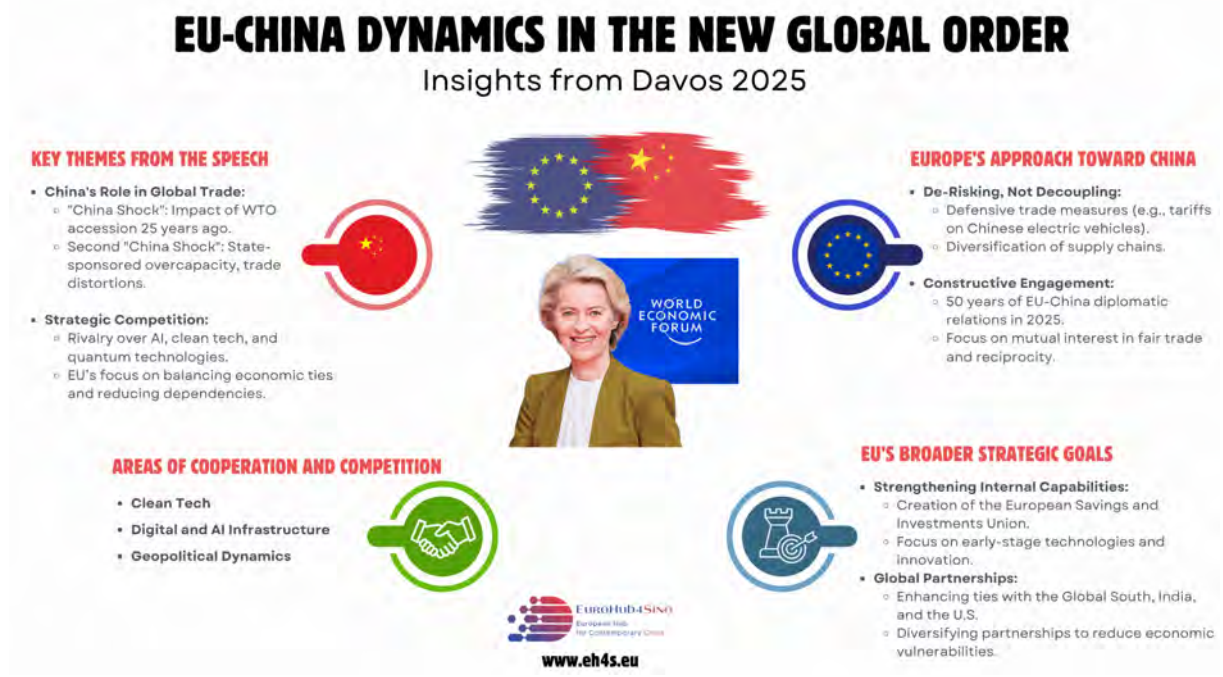 EU-CHINA DYNAMICS IN THE NEW GLOBAL ORDER
Insights from Davos 2025
KEY THEMES FROM THE SPEECH
• China's Role in Global Trade:
○ "China Shock": Impact of WTO
accession 25 years ago.
○ Second "China Shock": State-
sponsored overcapacity, trade
distortions.
• Strategic Competition:
○ Rivalry over AI, clean tech, and
quantum technologies.
○ EU's focus on balancing economic ties
and reducing dependencies.
WORLD
ECONOMIC
FORUM
EUROPE'S APPROACH TOWARD CHINA
• De-Risking, Not Decoupling:
○ Defensive trade measures (e.g., tariffs
on Chinese electric vehicles).
○ Diversification of supply chains.
• Constructive Engagement:
○ 50 years of EU-China diplomatic
relations in 2025.
○ Focus on mutual interest in fair trade
and reciprocity.
AREAS OF COOPERATION AND COMPETITION
• Clean Tech
• Digital and AI Infrastructure
• Geopolitical Dynamics
EU'S BROADER STRATEGIC GOALS
• Strengthening Internal Capabilities:
○ Creation of the European Savings and
Investments Union.
○ Focus on early-stage technologies and
innovation.
• Global Partnerships:
○ Enhancing ties with the Global South, India,
and the U.S.
○ Diversifying partnerships to reduce economic
vulnerabilities.
EuroHub4Sino
European Hub
for Contemporary China
www.eh4s.eu